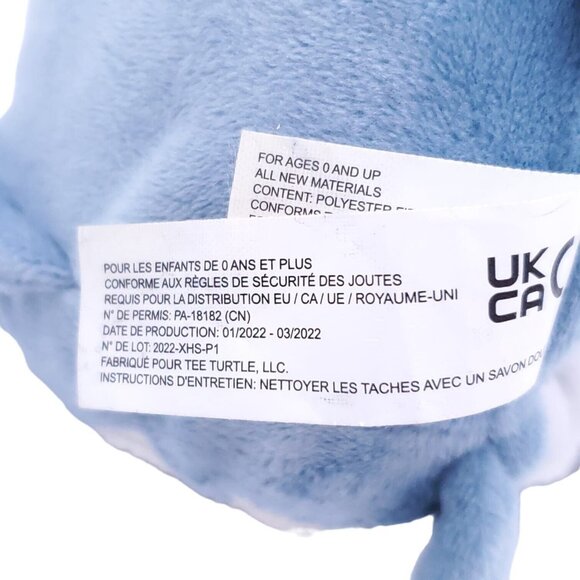 FOR AGES 0 AND UP
ALL NEW MATERIALS
CONTENT: POLYESTER
CONFORMS
POUR LES ENFANTS DE 0 ANS ET PLUS
CONFORME AUX RÈGLES DE SÉCURITÉ DES JOUTES
REQUIS POUR LA DISTRIBUTION EU / CA / UE / ROYAUME-UNI
N° DE PERMIS: PA-18182 (CN)
DATE DE PRODUCTION: 01/2022 - 03/2022
N° DE LOT: 2022-XHS-P1
FABRIQUÉ POUR TEE TURTLE, LLC.
INSTRUCTIONS D'ENTRETIEN: NETTOYER LES TACHES AVEC UN SAVON
UK
CA